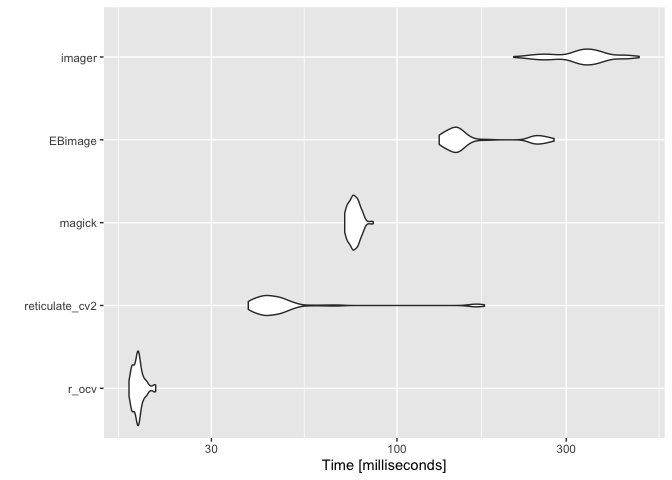 imager
EBimage
magick
reticulate_cv2
r_ocv
30 100 300
Time [milliseconds]